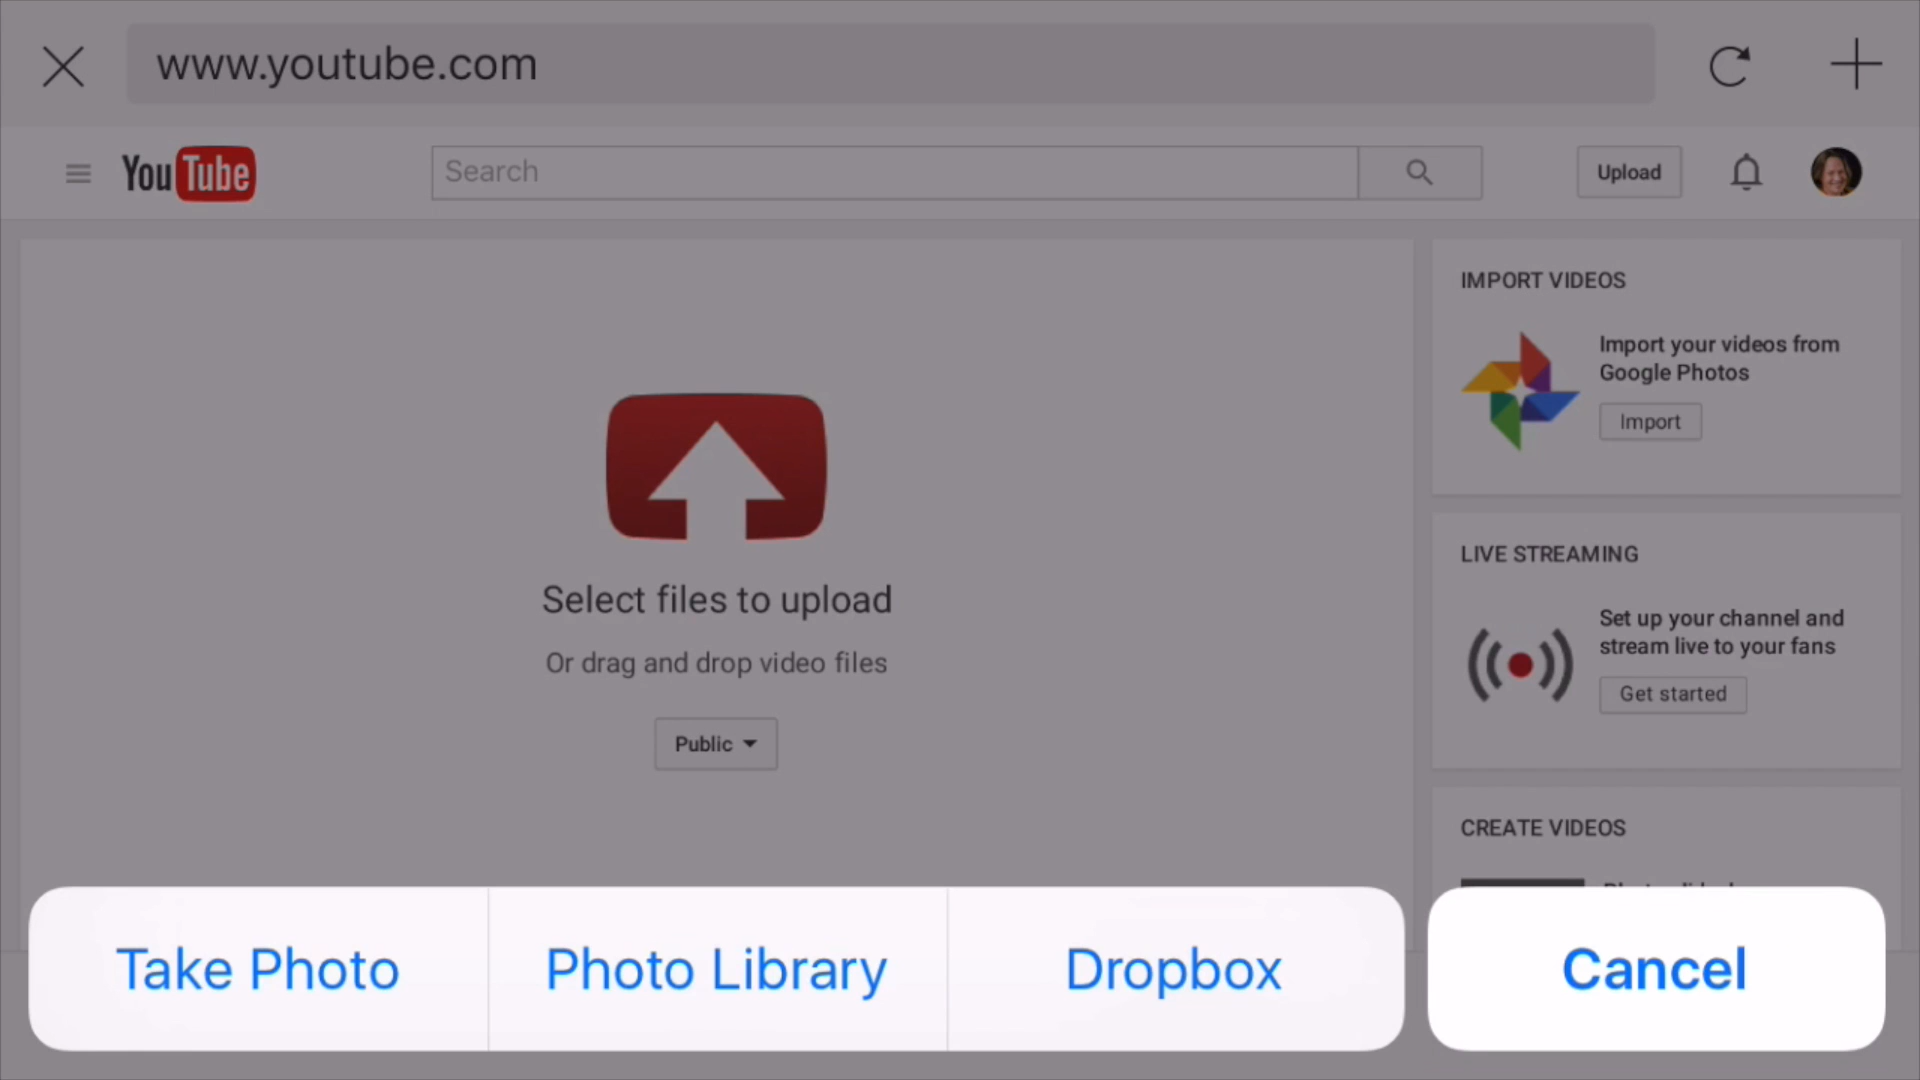 www.youtube.com
YouTube
Search
Upload
IMPORT VIDEOS
Import your videos from
Google Photos
Import
Select files to upload
Or drag and drop video files
Public
LIVE STREAMING
Set up your channel and
stream live to your fans
Get started
CREATE VIDEOS
Take Photo
Photo Library
Dropbox
Cancel